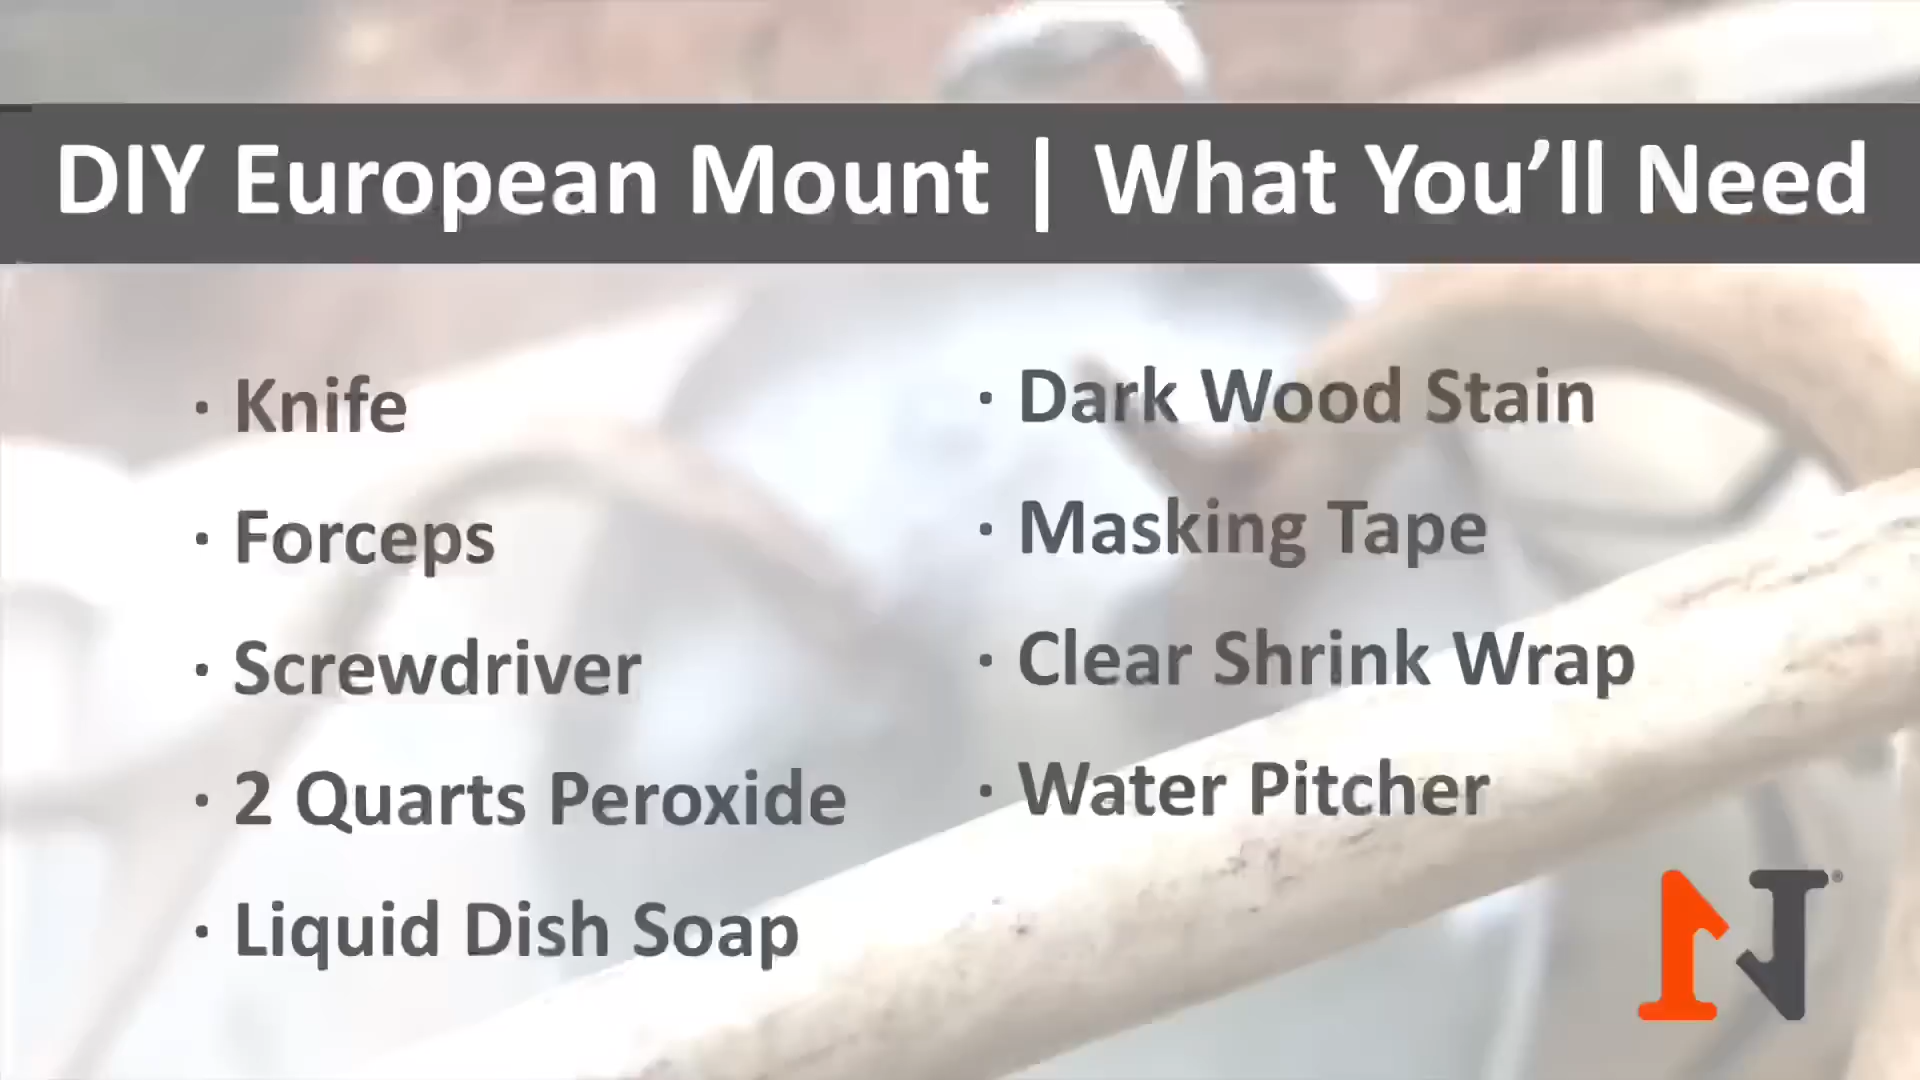 DIY European Mount | What You’ll Need
· Knife
· Forceps
· Screwdriver
· 2 Quarts Peroxide
· Liquid Dish Soap
· Dark Wood Stain
· Masking Tape
· Clear Shrink Wrap
· Water Pitcher
N®